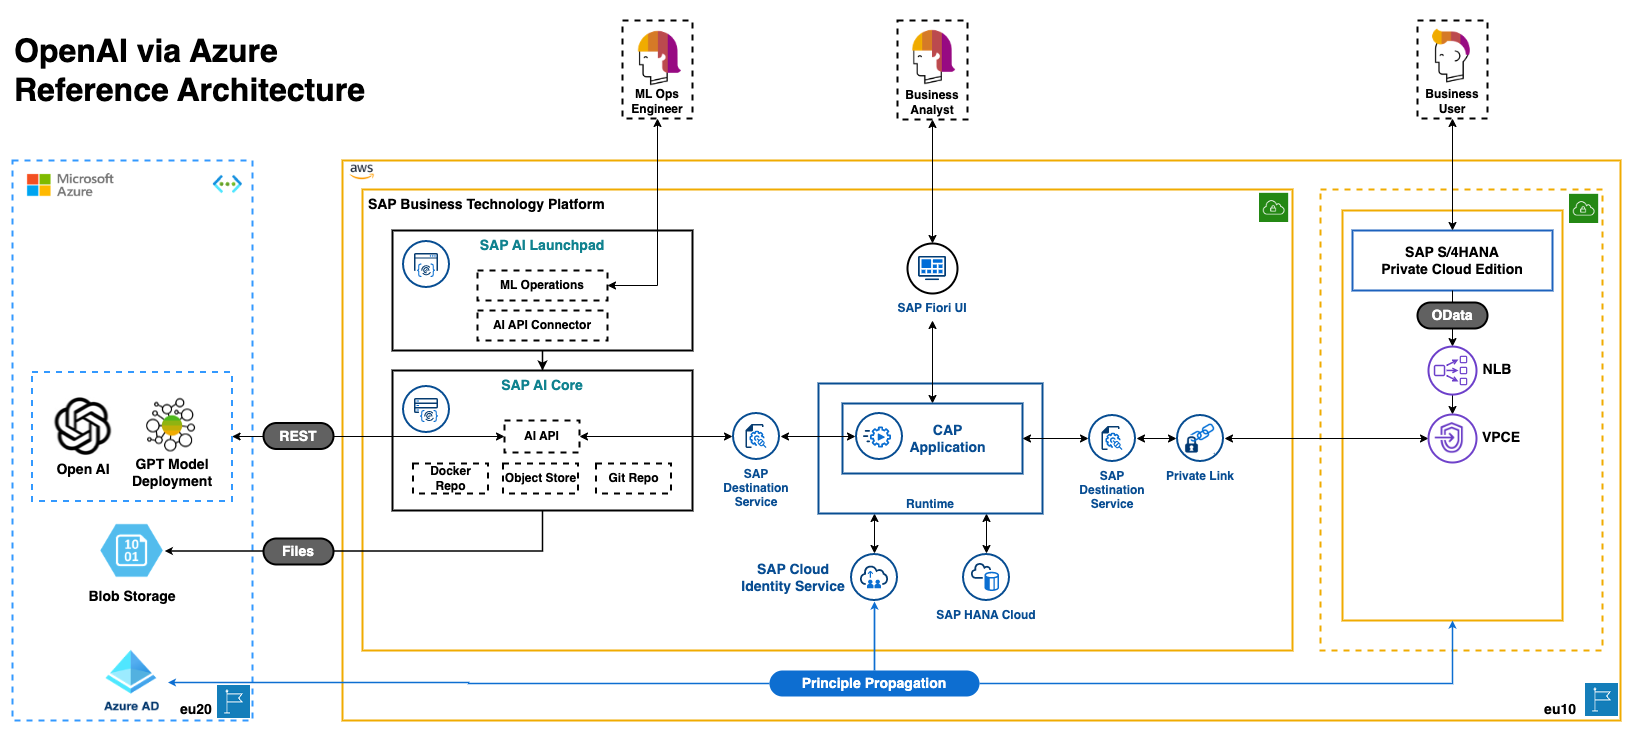 OpenAI via Azure
Reference Architecture
ML Ops
Engineer
Business
Analyst
Business
User
Microsoft
Azure
aws
SAP Business Technology Platform
SAP AI Launchpad
ML Operations
AI API Connector
SAP Fiori UI
SAP S/4HANA
Private Cloud Edition
OData
NLB
VPCE
SAP AI Core
AI API
Docker
Repo
Object Store
Git Repo
REST
Open AI
GPT Model
Deployment
SAP
Destination
Service
CAP
Application
Runtime
SAP
Destination
Service
Private Link
Files
10
01
Blob Storage
SAP Cloud
Identity Service
SAP HANA Cloud
Principle Propagation
Azure AD
eu20
eu10